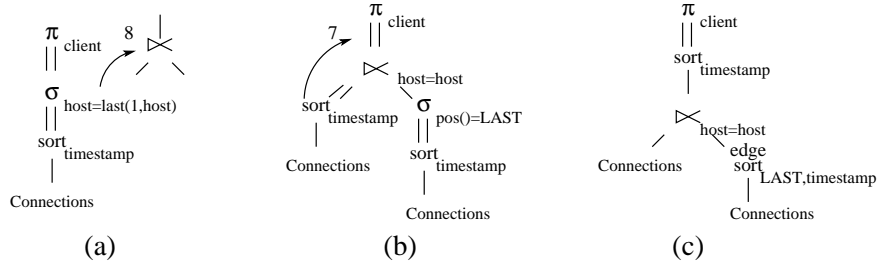 π
client
8
σ
host=last(1,host)
sort
timestamp
Connections
(a)
7
π
client
host=host
sort
timestamp
σ
pos()=LAST
Connections
sort
timestamp
Connections
(b)
π
client
sort
timestamp
host=host
Connections
edge
sort
LAST,timestamp
Connections
(c)